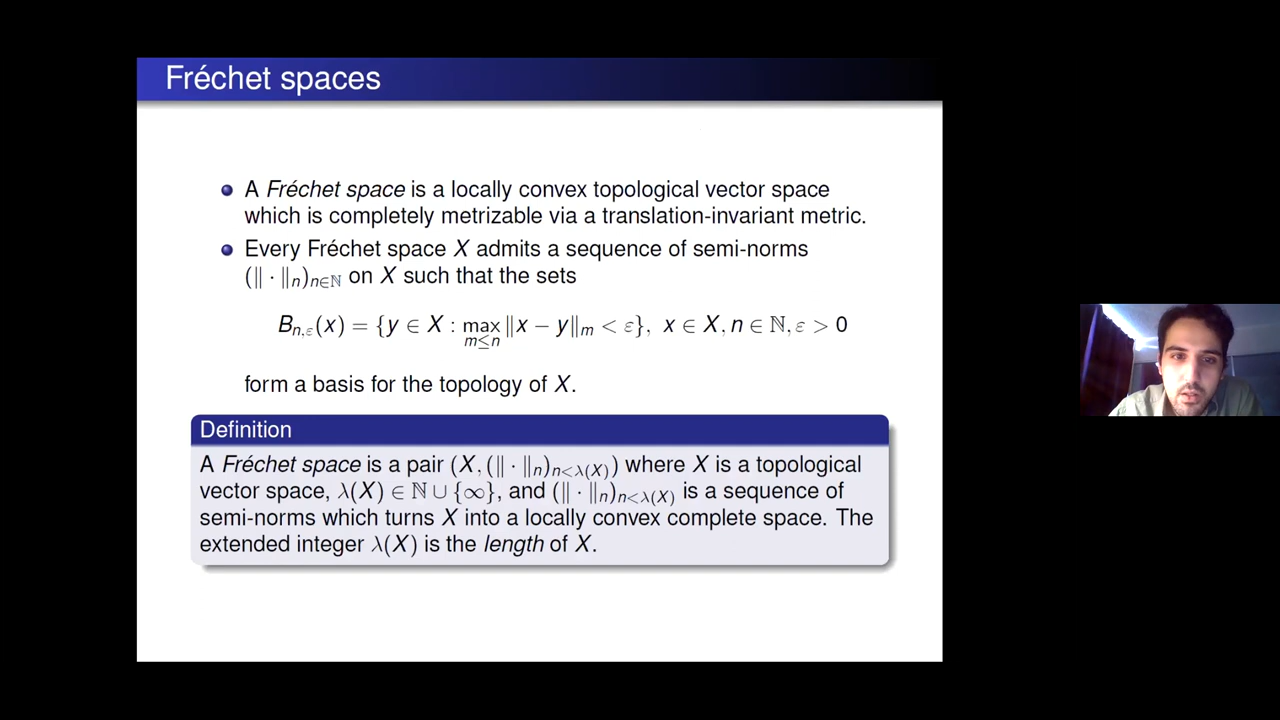 Fréchet spaces
A Fréchet space is a locally convex topological vector space
which is completely metrizable via a translation-invariant metric.
Every Fréchet space X admits a sequence of semi-norms
(‖ · ‖ₙ)ₙ∈ℕ on X such that the sets
Bₙ,ε(x) = {y ∈ X : max_{m≤n} ‖x − y‖ₘ < ε}, x ∈ X, n ∈ ℕ, ε > 0
form a basis for the topology of X.
Definition
A Fréchet space is a pair (X, (‖ · ‖ₙ)_{n<λ(X)}) where X is a topological
vector space, λ(X) ∈ ℕ ∪ {∞}, and (‖ · ‖ₙ)_{n<λ(X)} is a sequence of
semi-norms which turns X into a locally convex complete space. The
extended integer λ(X) is the length of X.